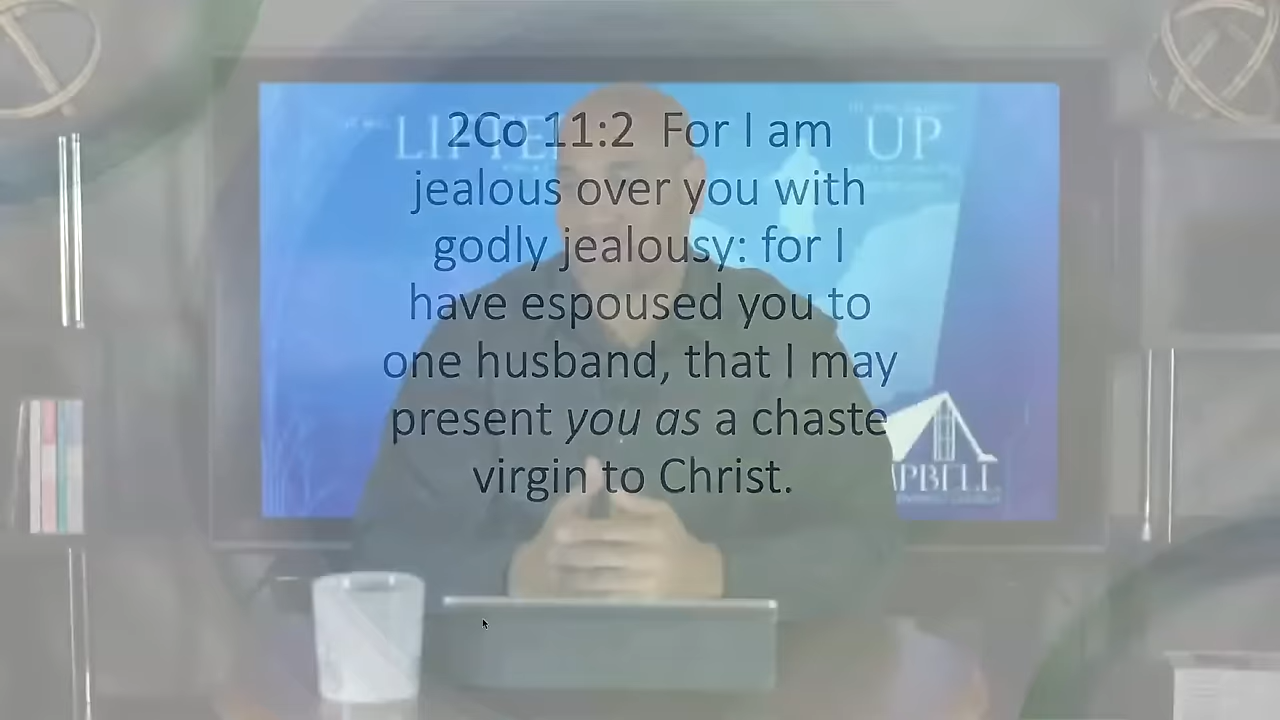 2Co 11:2 For I am
jealous over you with
godly jealousy: for I
have espoused you to
one husband, that I may
present you as a chaste
virgin to Christ.
UP